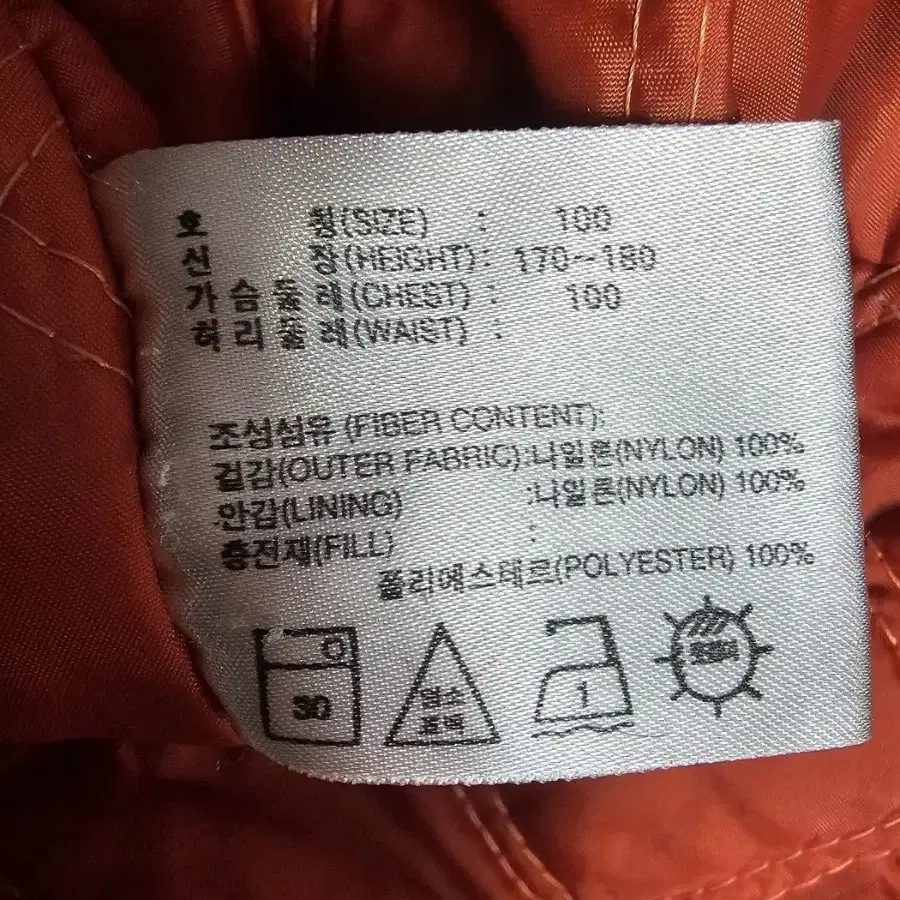 호 칭(SIZE) : 100
신 장(HEIGHT): 170~180
가 슴 둘 레(CHEST) : 100
허 리 둘 레(WAIST) :
조성섬유 (FIBER CONTENT):
겉감(OUTER FABRIC):나일론(NYLON) 100%
안감(LINING) :나일론(NYLON) 100%
충전재(FILL) :
폴리에스테르(POLYESTER) 100%
30
염소
표백
1